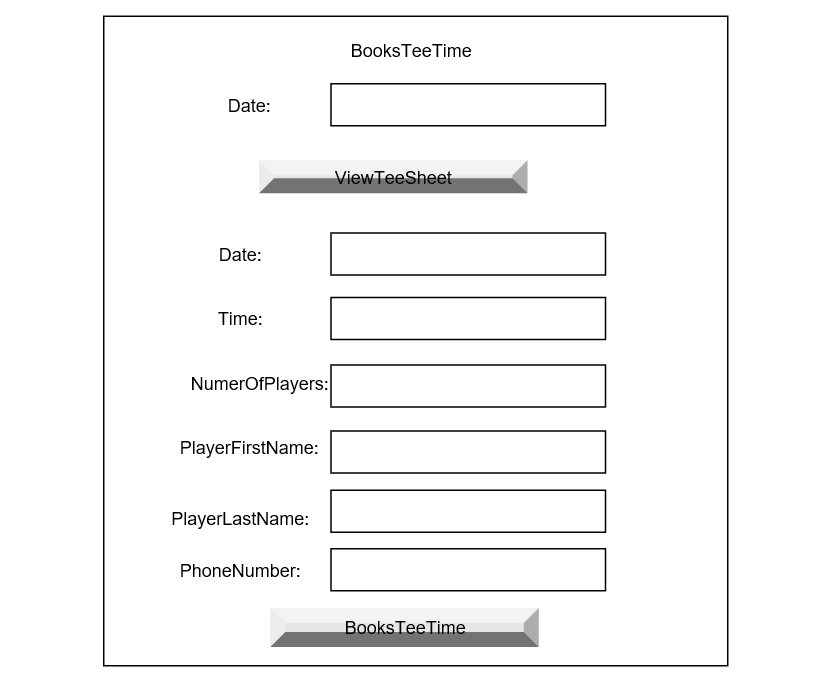 BooksTeeTime
Date:
ViewTeeSheet
Date:
Time:
NumerOfPlayers:
PlayerFirstName:
PlayerLastName:
PhoneNumber:
BooksTeeTime